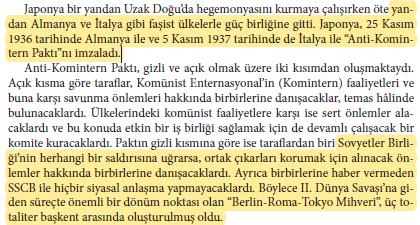 Japonya bir yandan Uzak Doğu’da hegemonyasını kurmaya çalışırken öte yan-
dan Almanya ve İtalya gibi faşist ülkelerle güç birliğine gitti. Japonya, 25 Kasım
1936 tarihinde Almanya ile ve 5 Kasım 1937 tarihinde de İtalya ile “Anti-Komin-
tern Paktı”nı imzaladı.
Anti-Komintern Paktı, gizli ve açık olmak üzere iki kısımdan oluşmaktaydı.
Açık kısma göre taraflar, Komünist Enternasyonal’in (Komintern) faaliyetleri ve
buna karşı savunma önlemleri hakkında birbirlerine danışacaklar, temas hâlinde
bulunacaklardı. Ülkelerindeki komünist faaliyetlere karşı ise sert önlemler ala-
caklardı ve bu konuda etkin bir iş birliği sağlamak için de devamlı çalışacak bir
komite kuracaklardı. Paktın gizli kısmına göre ise taraflardan biri Sovyetler Birli-
ği’nin herhangi bir saldırısına uğrarsa, ortak çıkarları korumak için alınacak ön-
lemler hakkında birbirlerine danışacaklardı. Ayrıca birbirlerine haber vermeden
SSCB ile hiçbir siyasal anlaşma yapmayacaklardı. Böylece II. Dünya Savaşı’na gi-
den süreçte önemli bir dönüm noktası olan “Berlin-Roma-Tokyo Mihveri”, üç to-
taliter başkent arasında oluşturulmuş oldu.